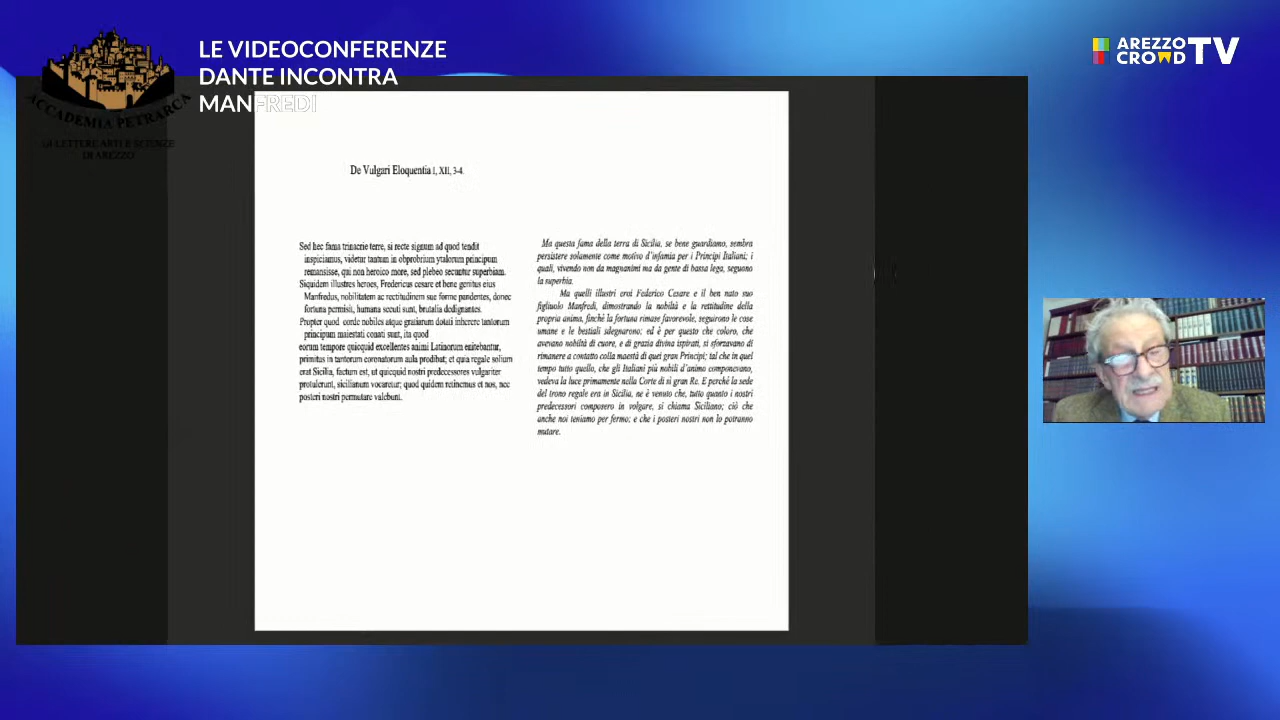 LE VIDEOCONFERENZE
DANTE INCONTRA
MANFREDI
ACCADEMIA PETRARCA
DI LETTERE ARTI E SCIENZE
DI AREZZO
AREZZO
CROWD
TV
De Vulgari Eloquentia I, XII, 3-4.
Sed hec fama trinacrie terre, si recte signum ad quod tendit
inspiciamus, videtur tantum in obprobrium ytalorum principum
remansisse, qui non heroico more, sed plebeo secuntur superbiam.
Siquidem illustres heroes, Fredericus cesare et bene genitus eius
Manfredus, nobilitatem ac rectitudinem sue forme pandentes, donec
fortuna permisit, humana secuti sunt, brutalia dedignantes.
Propter quod corde nobiles atque gratiarum dotati inherere tantorum
principum maiestati conati sunt, ita quod
eorum tempore quicquid excellentes animi Latinorum enitebantur,
primitus in tantorum coronatorum aula prodibat; et quia regale solium
erat Sicilia, factum est, ut quicquid nostri predecessores vulgariter
protulerunt, sicilianum vocaretur; quod quidem retinemus et nos, nec
posteri nostri permutare valebunt.
Ma questa fama della terra di Sicilia, se bene guardiamo, sembra
persistere solamente come motivo d'infamia per i Principi Italiani; i
quali, vivendo non da magnanimi ma da gente di bassa lega, seguono
la superbia.
Ma quelli illustri eroi Federico Cesare e il ben nato suo
figliuolo Manfredi, dimostrando la nobiltà e la rettitudine della
propria anima, finchè la fortuna rimase favorevole, seguirono le cose
umane e le bestiali sdegnarono; ed è per questo che coloro, che
avevano nobiltà di cuore, e di grazia divina ispirati, si sforzavano di
rimanere a contatto colla maestà di quei gran Principi; tal che in quel
tempo tutto quello, che gli Italiani più nobili d'animo componevano,
vedeva la luce primamente nella Corte di sì gran Re. E perchè la sede
del trono regale era in Sicilia, ne è venuto che, tutto quanto i nostri
predecessori composero in volgare, si chiama Siciliano; ciò che
anche noi teniamo per fermo; e che i posteri nostri non lo potranno
mutare.